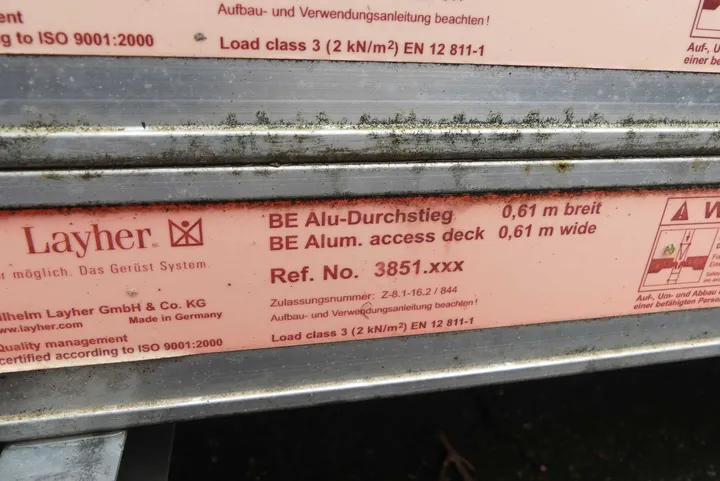 ent
ng to ISO 9001:2000
Aufbau- und Verwendungsanleitung beachten!
Load class 3 (2 kN/m²) EN 12 811-1
Auf-, U
einer be
Layher.
r möglich. Das Gerüst System.
ilhelm Layher GmbH & Co. KG
www.layher.com Made in Germany
Quality management
certified according to ISO 9001:2000
BE Alu-Durchstieg 0,61 m breit
BE Alum. access deck 0,61 m wide
Ref. No. 3851.xxx
Zulassungsnummer: Z-8.1-16.2 / 844
Aufbau- und Verwendungsanleitung beachten!
Load class 3 (2 kN/m²) EN 12 811-1
W
Auf-, Um- und Abbau
einer befähigten Pers